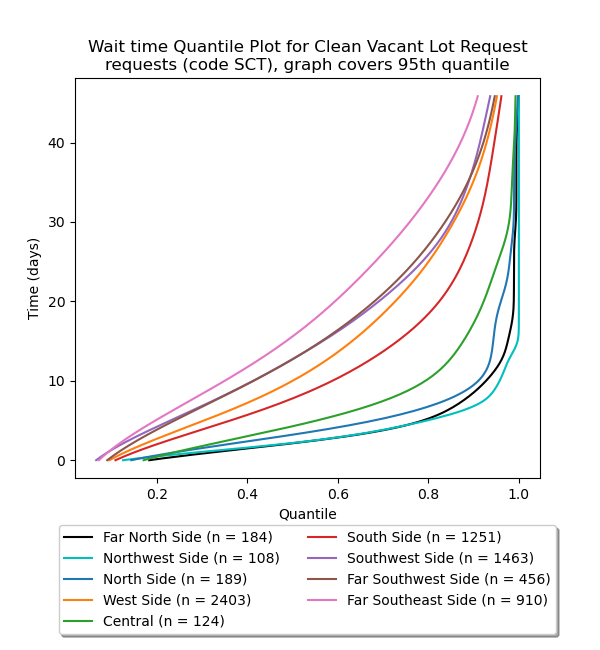 Wait time Quantile Plot for Clean Vacant Lot Request
requests (code SCT), graph covers 95th quantile
40
30
20
10
0
Time (days)
0.2 0.4 0.6 0.8 1.0
Quantile
Far North Side (n = 184)
Northwest Side (n = 108)
North Side (n = 189)
West Side (n = 2403)
Central (n = 124)
South Side (n = 1251)
Southwest Side (n = 1463)
Far Southwest Side (n = 456)
Far Southeast Side (n = 910)